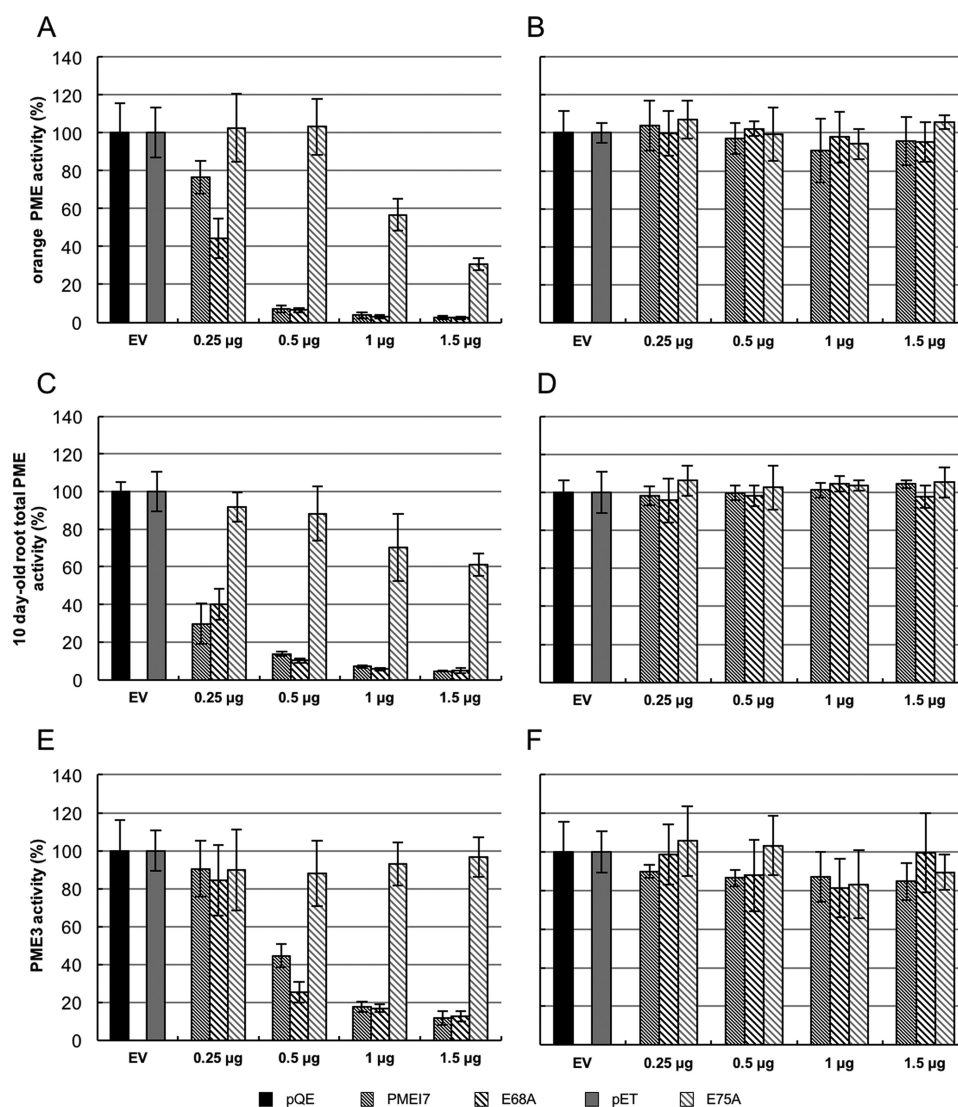 A
B
140
120
100
80
60
40
20
0
orange PME activity (%)
EV 0.25 µg 0.5 µg 1 µg 1.5 µg
EV 0.25 µg 0.5 µg 1 µg 1.5 µg
C
D
140
120
100
80
60
40
20
0
10 day-old root total PME
activity (%)
EV 0.25 µg 0.5 µg 1 µg 1.5 µg
EV 0.25 µg 0.5 µg 1 µg 1.5 µg
E
F
140
120
100
80
60
40
20
0
PME3 activity (%)
EV 0.25 µg 0.5 µg 1 µg 1.5 µg
EV 0.25 µg 0.5 µg 1 µg 1.5 µg
pQE PMEI7 E68A pET E75A